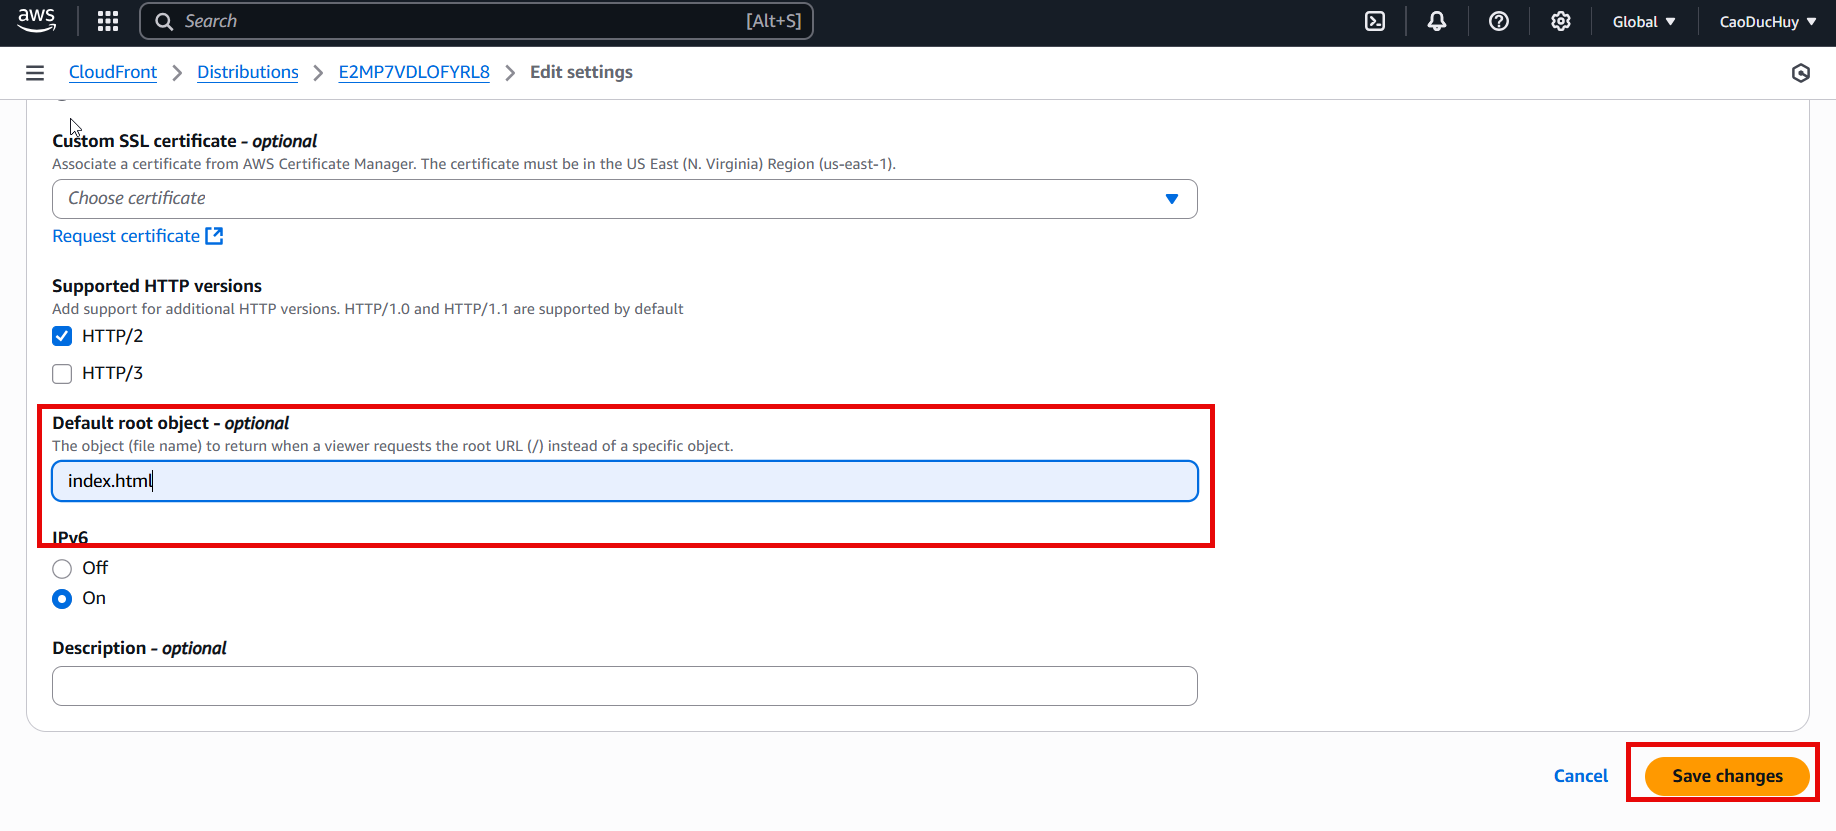 aws Search [Alt+S] Global CaoDucHuy
CloudFront Distributions E2MP7VDLOFYRL8 Edit settings
Custom SSL certificate - optional
Associate a certificate from AWS Certificate Manager. The certificate must be in the US East (N. Virginia) Region (us-east-1).
Choose certificate
Request certificate
Supported HTTP versions
Add support for additional HTTP versions. HTTP/1.0 and HTTP/1.1 are supported by default
HTTP/2
HTTP/3
Default root object - optional
The object (file name) to return when a viewer requests the root URL (/) instead of a specific object.
index.html
IPv6
Off
On
Description - optional
Cancel Save changes